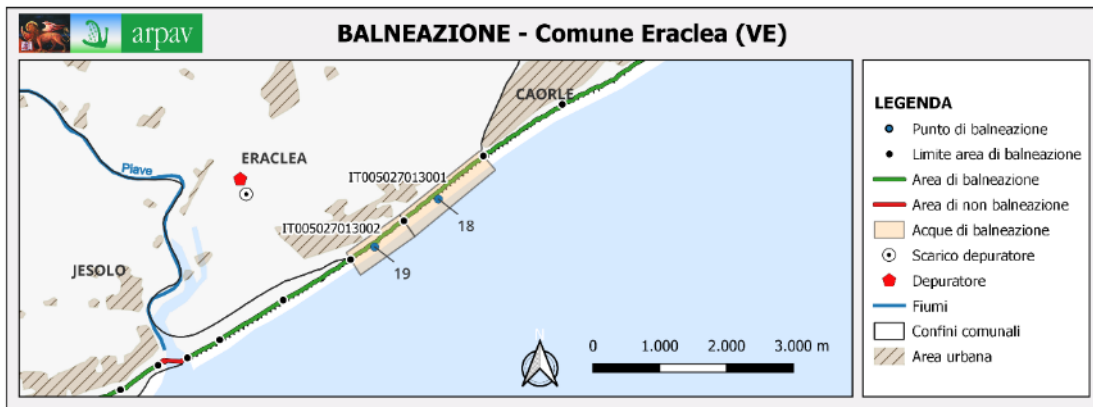 arpav
BALNEAZIONE - Comune Eraclea (VE)
CAORLE
Piave
ERACLEA
IT005027013001
18
IT005027013002
19
JESOLO
N
0 1.000 2.000 3.000 m
LEGENDA
Punto di balneazione
Limite area di balneazione
Area di balneazione
Area di non balneazione
Acque di balneazione
Scarico depuratore
Depuratore
Fiumi
Confini comunali
Area urbana